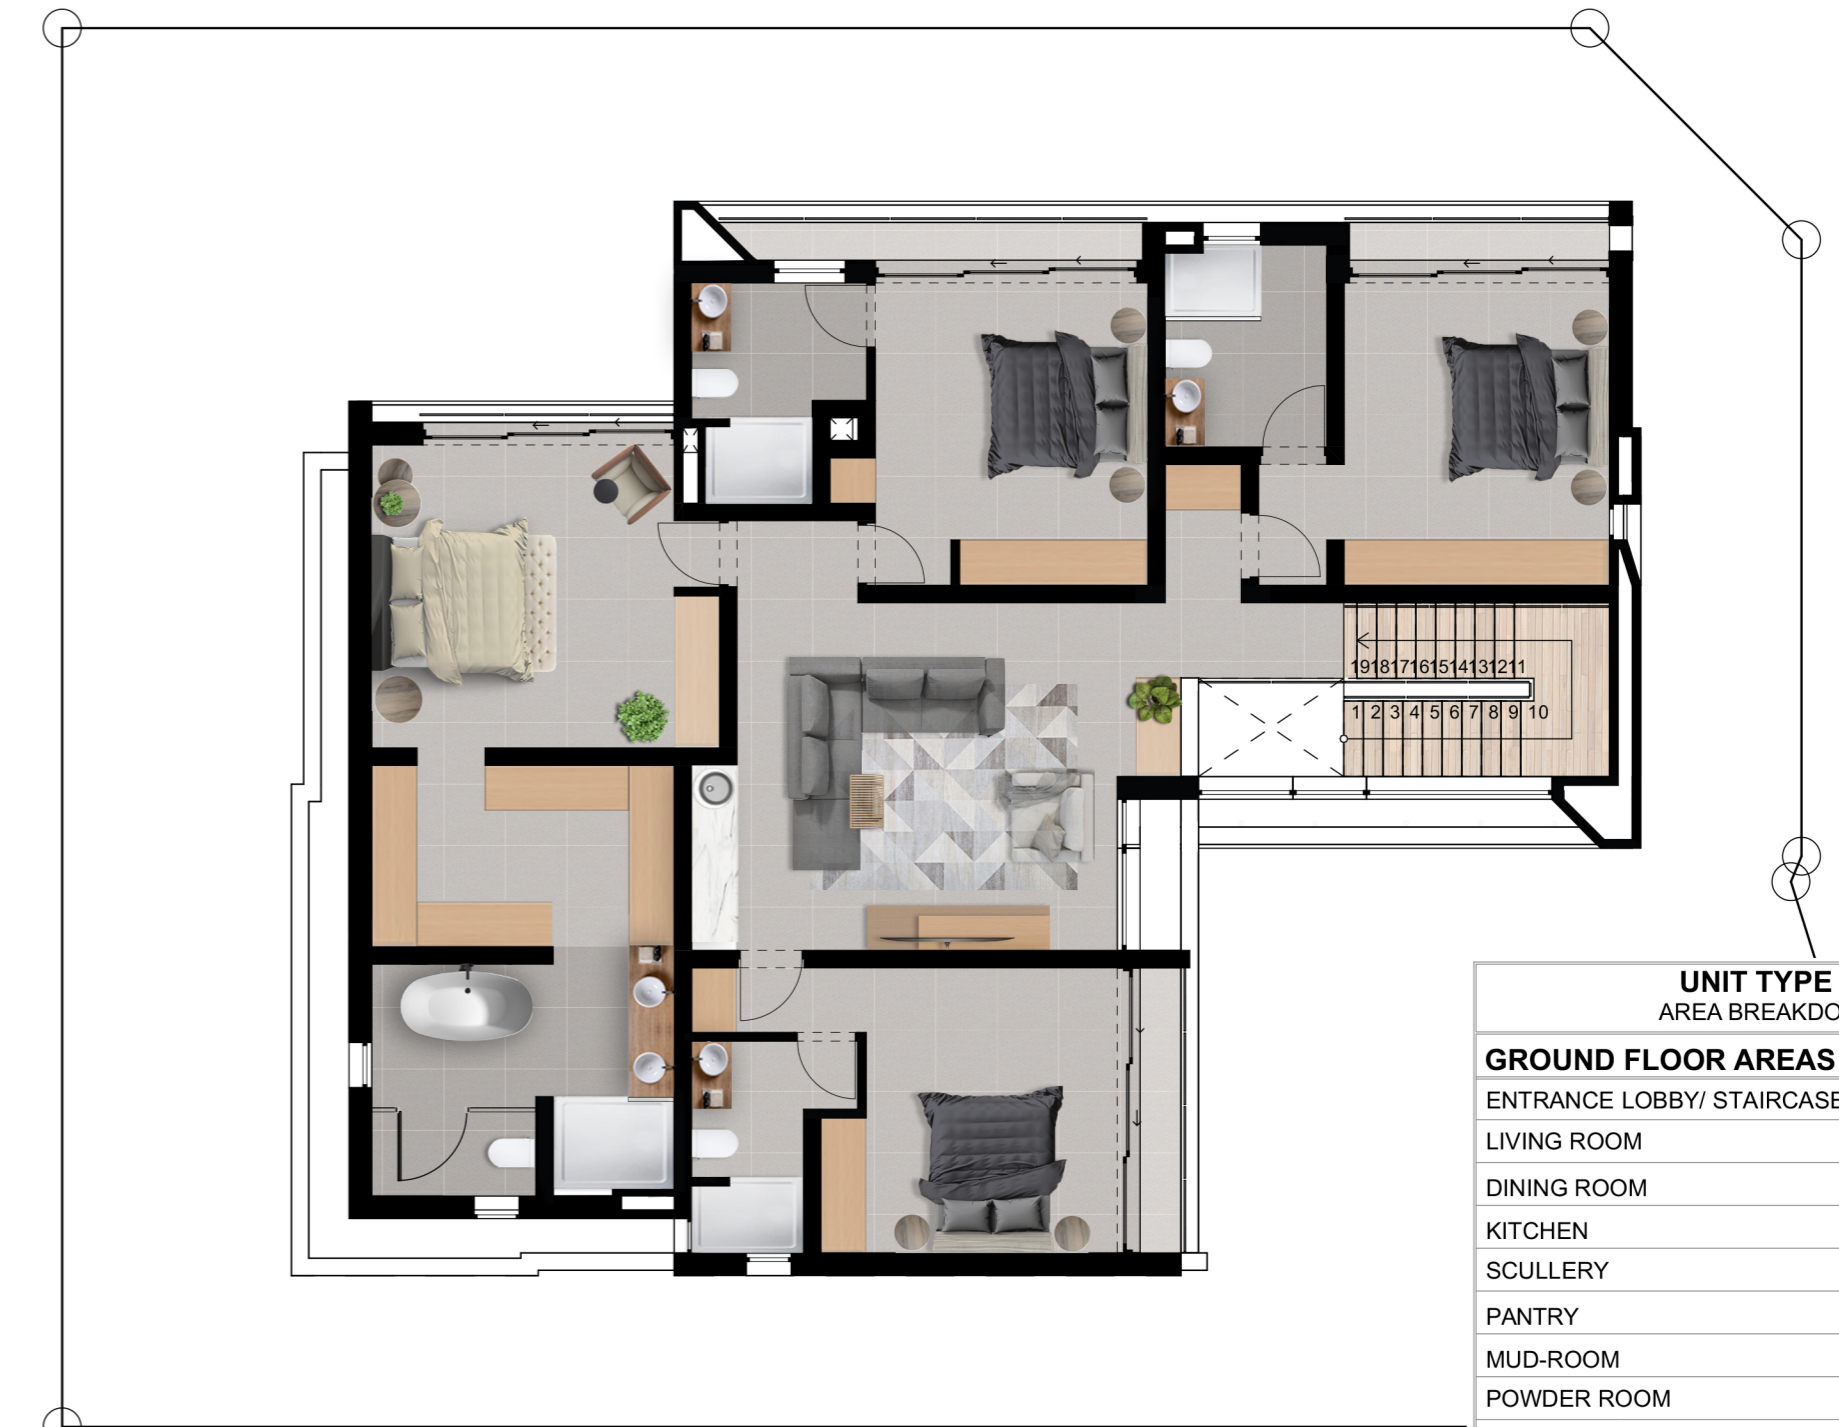 19 18 17 16 15 14 13 12 11
1 2 3 4 5 6 7 8 9 10
UNIT TYPE
AREA BREAKDO
GROUND FLOOR AREAS
ENTRANCE LOBBY/ STAIRCASE
LIVING ROOM
DINING ROOM
KITCHEN
SCULLERY
PANTRY
MUD-ROOM
POWDER ROOM